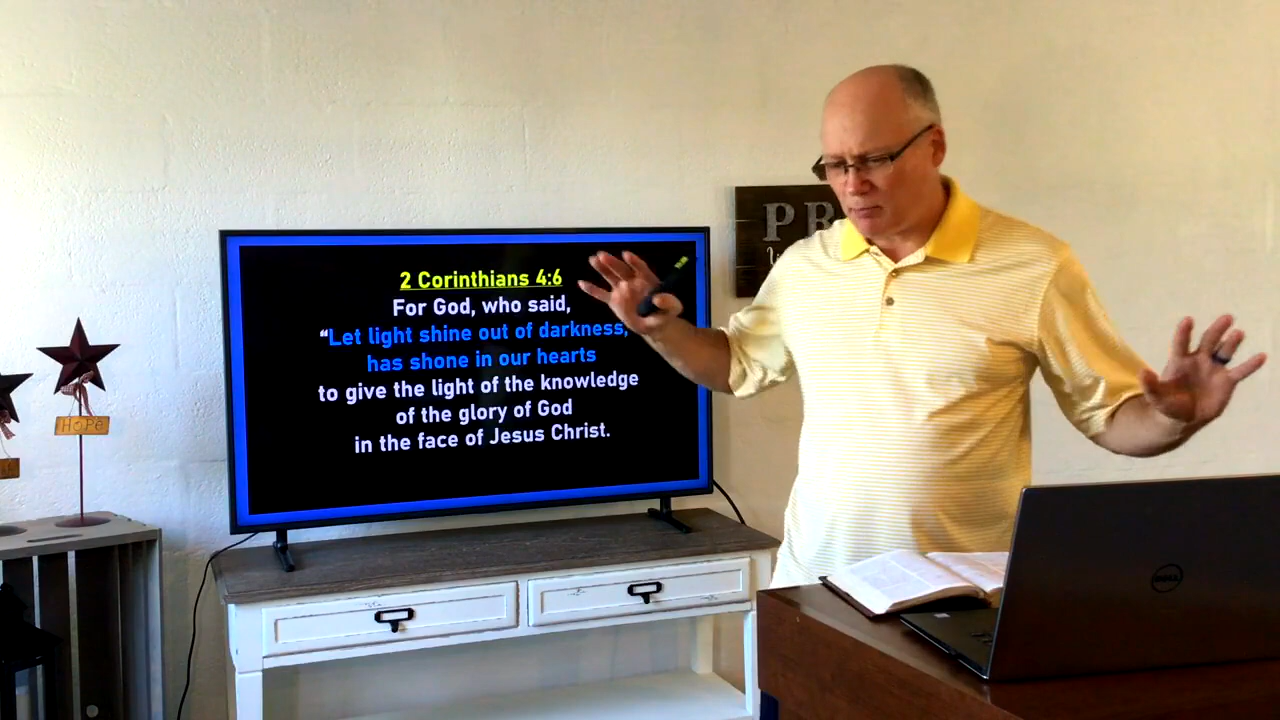 2 Corinthians 4:6
For God, who said,
“Let light shine out of darkness,
has shone in our hearts
to give the light of the knowledge
of the glory of God
in the face of Jesus Christ.
PR
HOPe
DELL